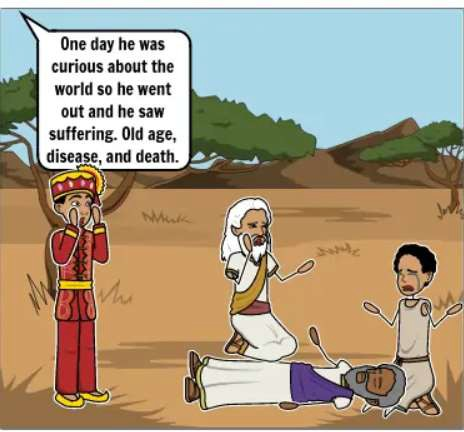 One day he was
curious about the
world so he went
out and he saw
suffering. Old age,
disease, and death.